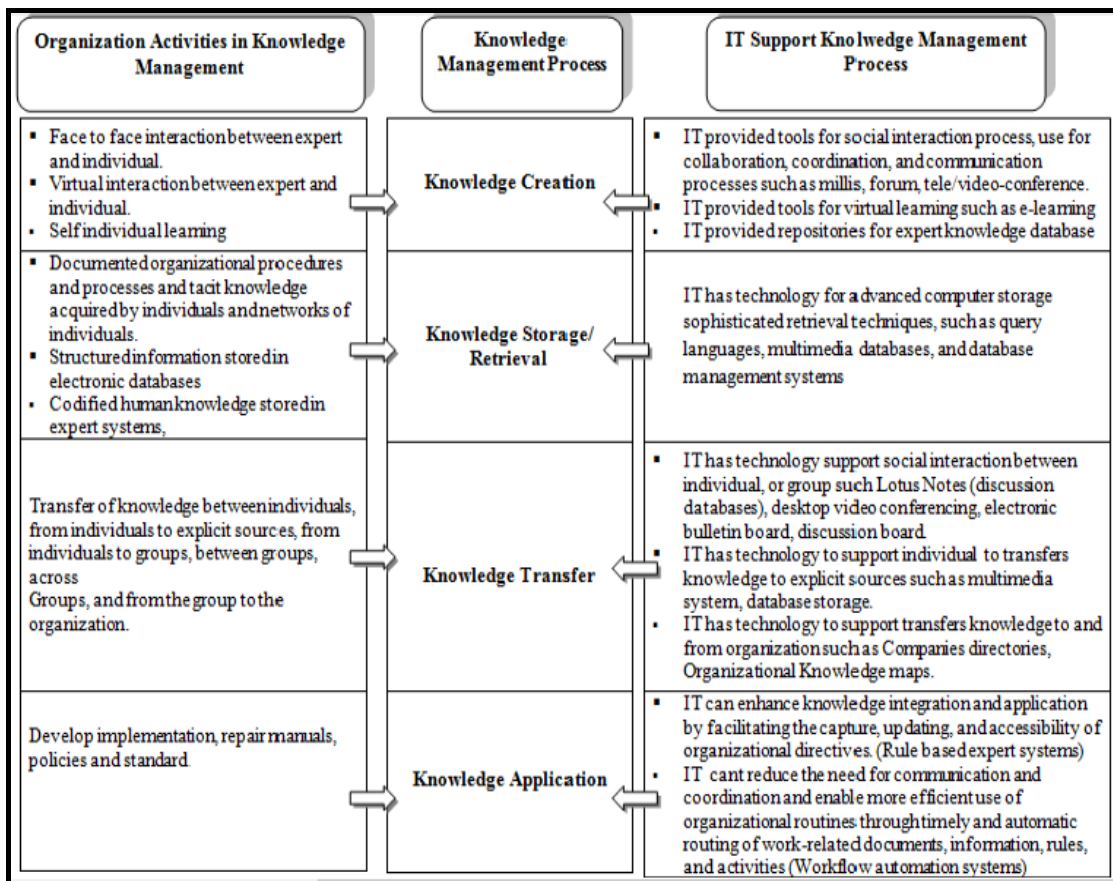 Organization Activities in Knowledge
Management
Knowledge
Management Process
IT Support Knolwedge Management
Process
▪ Face to face interaction between expert
and individual.
▪ Virtual interaction between expert and
individual.
▪ Self individual learning
Knowledge Creation
▪ IT provided tools for social interaction process, use for
collaboration, coordination, and communication
processes such as millis, forum, tele/video-conference.
▪ IT provided tools for virtual learning such as e-learning
▪ IT provided repositories for expert knowledge database
▪ Documented organizational procedures
and processes and tacit knowledge
acquired by individuals and networks of
individuals.
▪ Structured information stored in
electronic databases
▪ Codified human knowledge stored in
expert systems,
Knowledge Storage/
Retrieval
IT has technology for advanced computer storage
sophisticated retrieval techniques, such as query
languages, multimedia databases, and database
management systems
Transfer of knowledge between individuals,
from individuals to explicit sources, from
individuals to groups, between groups,
across
Groups, and from the group to the
organization.
Knowledge Transfer
▪ IT has technology support social interaction between
individual, or group such Lotus Notes (discussion
databases), desktop video conferencing, electronic
bulletin board, discussion board
▪ IT has technology to support individual to transfers
knowledge to explicit sources such as multimedia
system, database storage.
▪ IT has technology to support transfers knowledge to and
from organization such as Companies directories,
Organizational Knowledge maps.
Develop implementation, repair manuals,
policies and standard
Knowledge Application
▪ IT can enhance knowledge integration and application
by facilitating the capture, updating, and accessibility of
organizational directives. (Rule based expert systems)
▪ IT cant reduce the need for communication and
coordination and enable more efficient use of
organizational routines through timely and automatic
routing of work-related documents, information, rules,
and activities (Workflow automation systems)